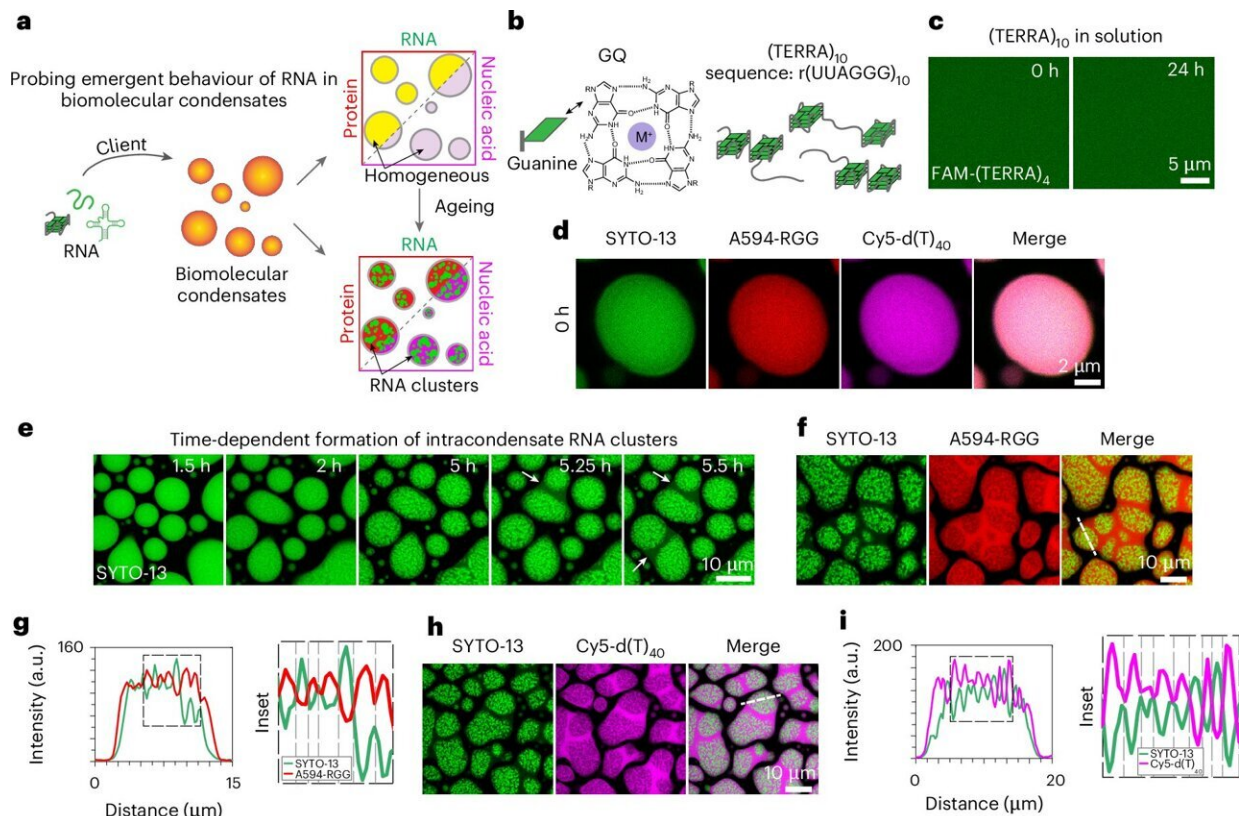 a
Probing emergent behaviour of RNA in
biomolecular condensates
Client
RNA
Biomolecular
condensates
RNA
Protein
Nucleic acid
Homogeneous
Ageing
RNA
Protein
Nucleic acid
RNA clusters
b
GQ
Guanine
N
N
N
N
R
O
NH
NH₂
M⁺
(TERRA)₁₀
sequence: r(UUAGGG)₁₀
c
(TERRA)₁₀ in solution
0 h
24 h
FAM-(TERRA)₄
5 µm
d
SYTO-13
A594-RGG
Cy5-d(T)₄₀
Merge
0 h
2 µm
e
Time-dependent formation of intracondensate RNA clusters
1.5 h
2 h
5 h
5.25 h
5.5 h
SYTO-13
10 µm
f
SYTO-13
A594-RGG
Merge
10 µm
g
160
Intensity (a.u.)
0
15
Distance (µm)
Inset
SYTO-13
A594-RGG
h
SYTO-13
Cy5-d(T)₄₀
Merge
10 µm
i
200
Intensity (a.u.)
0
20
Distance (µm)
Inset
SYTO-13
Cy5-d(T)₄₀